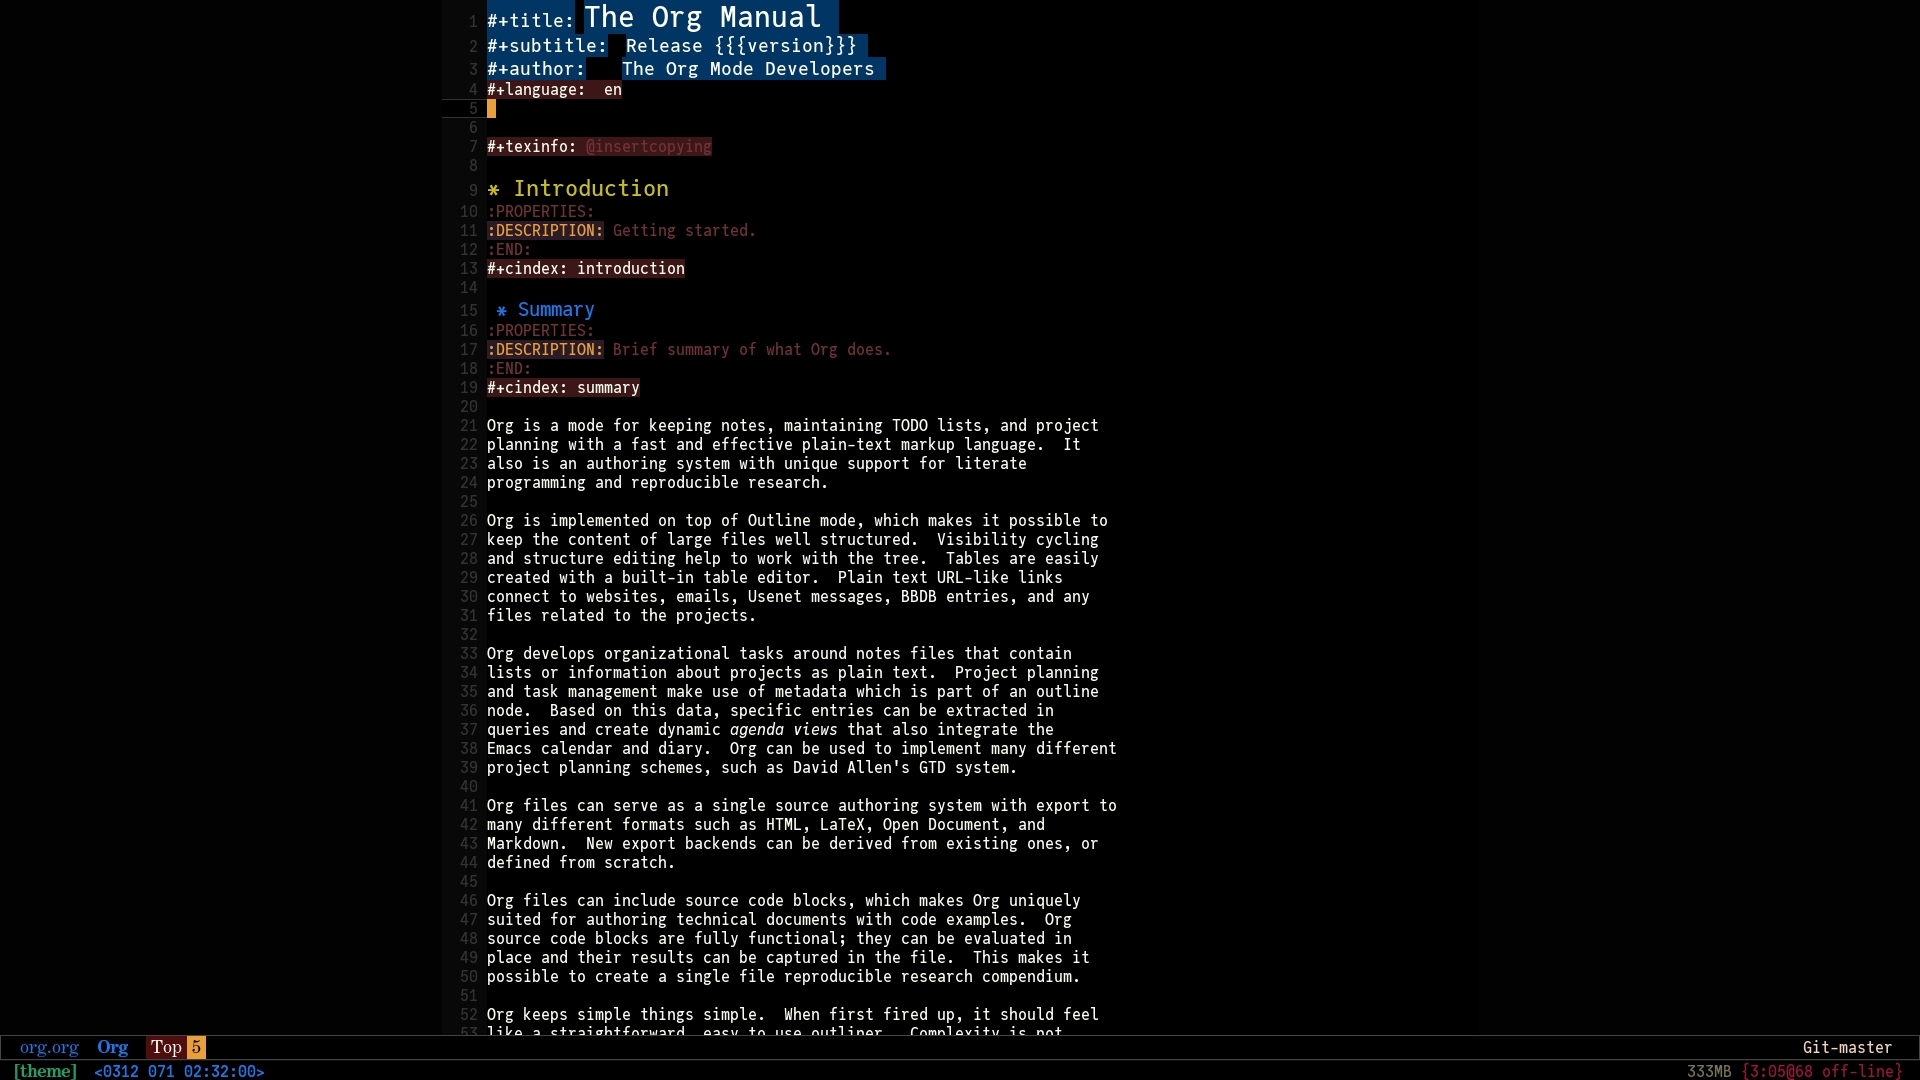 1 #+title: The Org Manual
2 #+subtitle: Release {{{version}}}
3 #+author: The Org Mode Developers
4 #+language: en
5
6
7 #+texinfo: @insertcopying
8
9 * Introduction
10 :PROPERTIES:
11 :DESCRIPTION: Getting started.
12 :END:
13 #+cindex: introduction
14
15 * Summary
16 :PROPERTIES:
17 :DESCRIPTION: Brief summary of what Org does.
18 :END:
19 #+cindex: summary
20
21 Org is a mode for keeping notes, maintaining TODO lists, and project
22 planning with a fast and effective plain-text markup language.  It
23 also is an authoring system with unique support for literate
24 programming and reproducible research.
25
26 Org is implemented on top of Outline mode, which makes it possible to
27 keep the content of large files well structured.  Visibility cycling
28 and structure editing help to work with the tree.  Tables are easily
29 created with a built-in table editor.  Plain text URL-like links
30 connect to websites, emails, Usenet messages, BBDB entries, and any
31 files related to the projects.
32
33 Org develops organizational tasks around notes files that contain
34 lists or information about projects as plain text.  Project planning
35 and task management make use of metadata which is part of an outline
36 node.  Based on this data, specific entries can be extracted in
37 queries and create dynamic agenda views that also integrate the
38 Emacs calendar and diary.  Org can be used to implement many different
39 project planning schemes, such as David Allen's GTD system.
40
41 Org files can serve as a single source authoring system with export to
42 many different formats such as HTML, LaTeX, Open Document, and
43 Markdown.  New export backends can be derived from existing ones, or
44 defined from scratch.
45
46 Org files can include source code blocks, which makes Org uniquely
47 suited for authoring technical documents with code examples.  Org
48 source code blocks are fully functional; they can be evaluated in
49 place and their results can be captured in the file.  This makes it
50 possible to create a single file reproducible research compendium.
51
52 Org keeps simple things simple.  When first fired up, it should feel
53 like a straightforward, easy to use outliner.  Complexity is not
org.org Org Top 5 Git-master
[theme] <0312 071 02:32:00> 333MB {3:05@68 off-line}